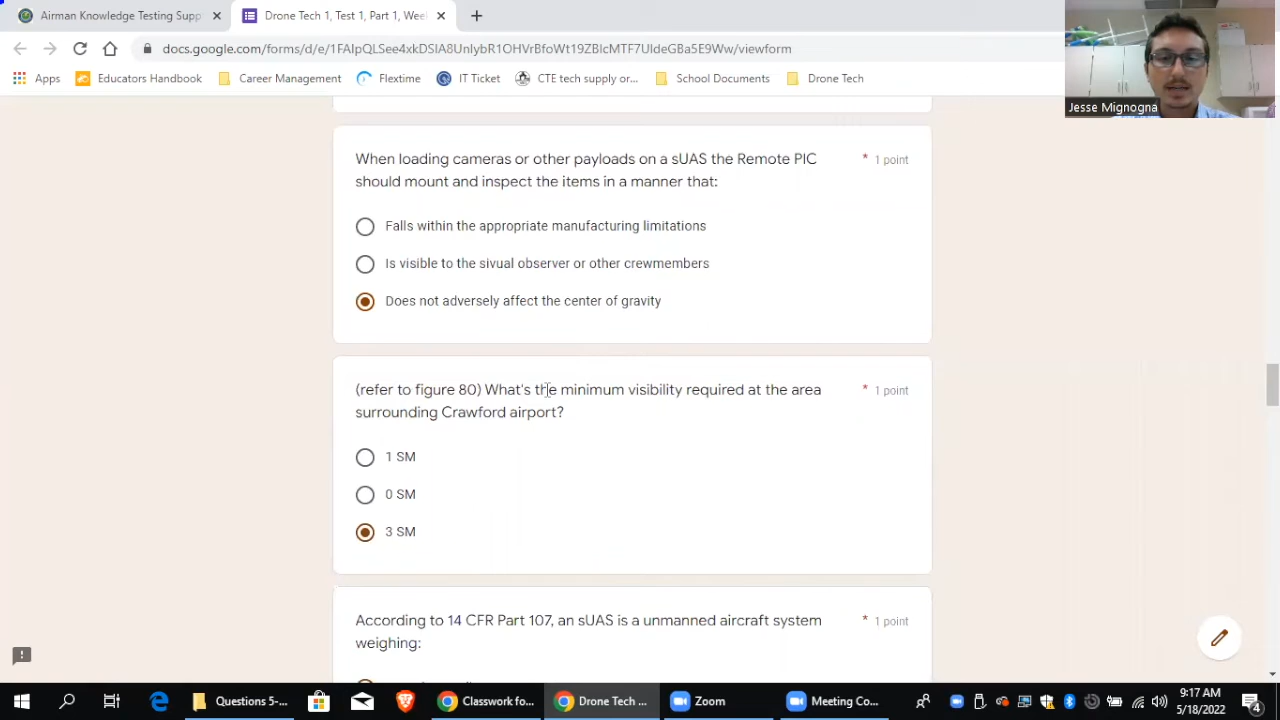 Airman Knowledge Testing Supp
Drone Tech 1, Test 1, Part 1, Wee
docs.google.com/forms/d/e/1FAIpQLSee4xkDSIA8UnlybR1OHVrBfoWt19ZBlcMTF7UldeGBa5E9Ww/viewform
Apps
Educators Handbook
Career Management
Flextime
IT Ticket
CTE tech supply or...
School Documents
Drone Tech
Jesse Mignogna
When loading cameras or other payloads on a sUAS the Remote PIC
should mount and inspect the items in a manner that:
* 1 point
Falls within the appropriate manufacturing limitations
Is visible to the sivual observer or other crewmembers
Does not adversely affect the center of gravity
(refer to figure 80) What's the minimum visibility required at the area
surrounding Crawford airport?
* 1 point
1 SM
0 SM
3 SM
According to 14 CFR Part 107, an sUAS is a unmanned aircraft system
weighing:
* 1 point
Questions 5-...
Classwork fo...
Drone Tech ...
Zoom
Meeting Co...
9:17 AM
5/18/2022
4